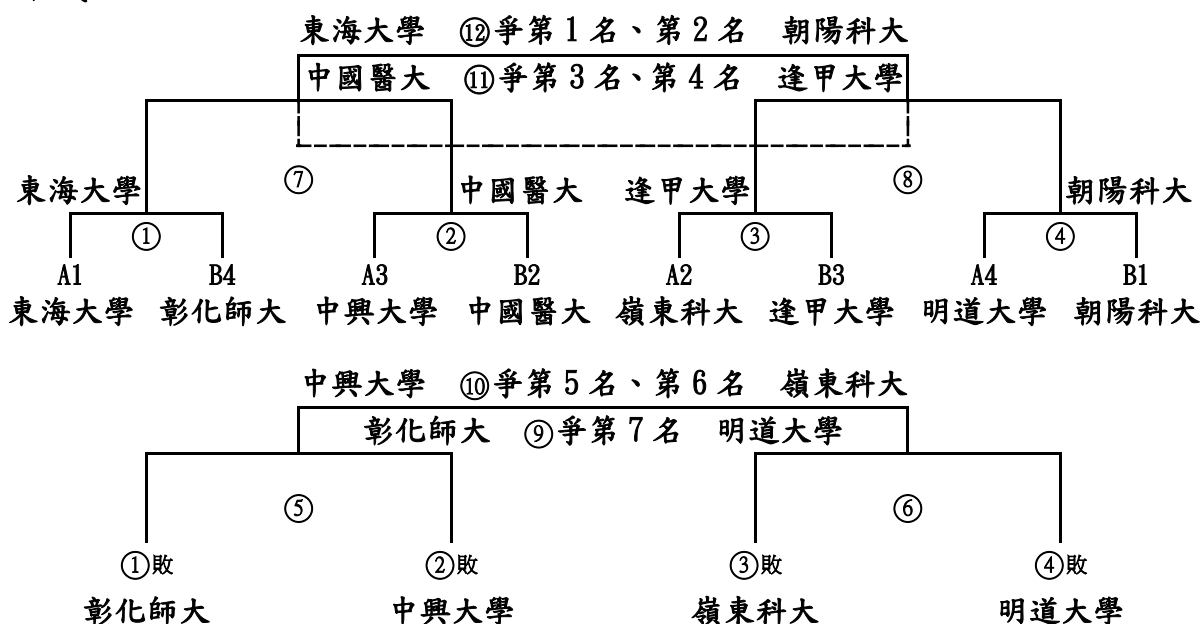 東海大學 ⑫爭第1名、第2名 朝陽科大
中國醫大 ⑪爭第3名、第4名 逢甲大學
⑦ ⑧
東海大學 中國醫大 逢甲大學 朝陽科大
① ② ③ ④
A1 B4 A3 B2 A2 B3 A4 B1
東海大學 彰化師大 中興大學 中國醫大 嶺東科大 逢甲大學 明道大學 朝陽科大
中興大學 ⑩爭第5名、第6名 嶺東科大
彰化師大 ⑨爭第7名 明道大學
⑤ ⑥
①敗 ②敗 ③敗 ④敗
彰化師大 中興大學 嶺東科大 明道大學